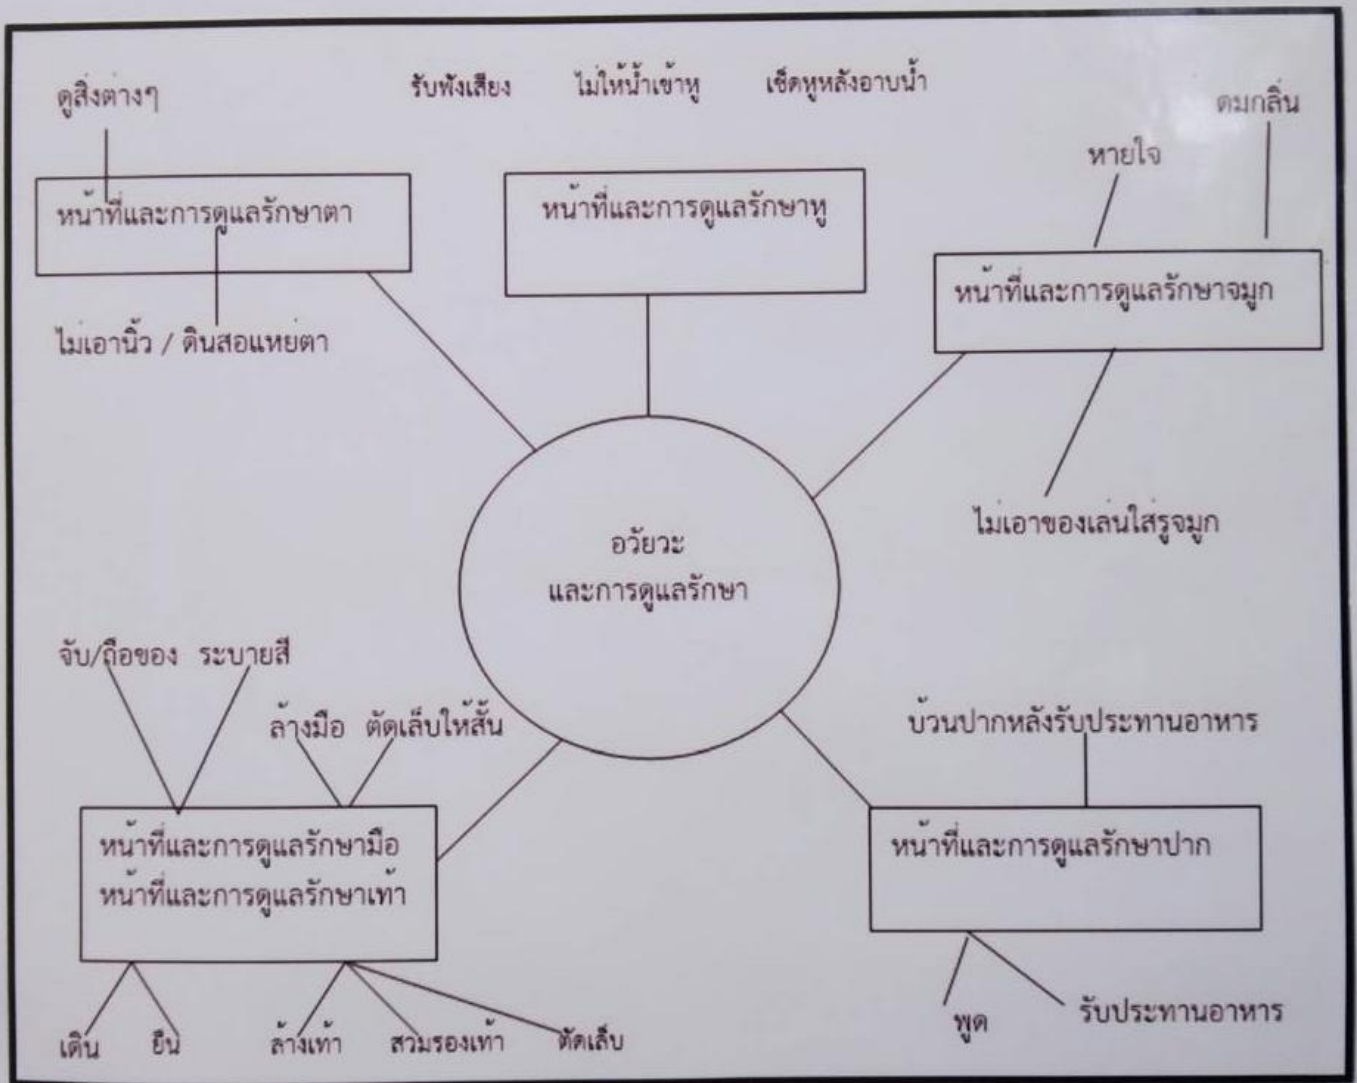 ดูสิ่งต่างๆ
รับฟังเสียง ไม่ให้น้ำเข้าหู เช็ดหูหลังอาบน้ำ
ดมกลิ่น
หายใจ
หน้าที่และการดูแลรักษาตา
หน้าที่และการดูแลรักษาหู
หน้าที่และการดูแลรักษาจมูก
ไม่เอานิ้ว / ดินสอแหย่ตา
ไม่เอาของเล่นใส่รูจมูก
อวัยวะ
และการดูแลรักษา
จับ/ถือของ ระบายสี
ล้างมือ ตัดเล็บให้สั้น
บ้วนปากหลังรับประทานอาหาร
หน้าที่และการดูแลรักษามือ
หน้าที่และการดูแลรักษาเท้า
หน้าที่และการดูแลรักษาปาก
เดิน ยืน ล้างเท้า สวมรองเท้า ตัดเล็บ
พูด
รับประทานอาหาร